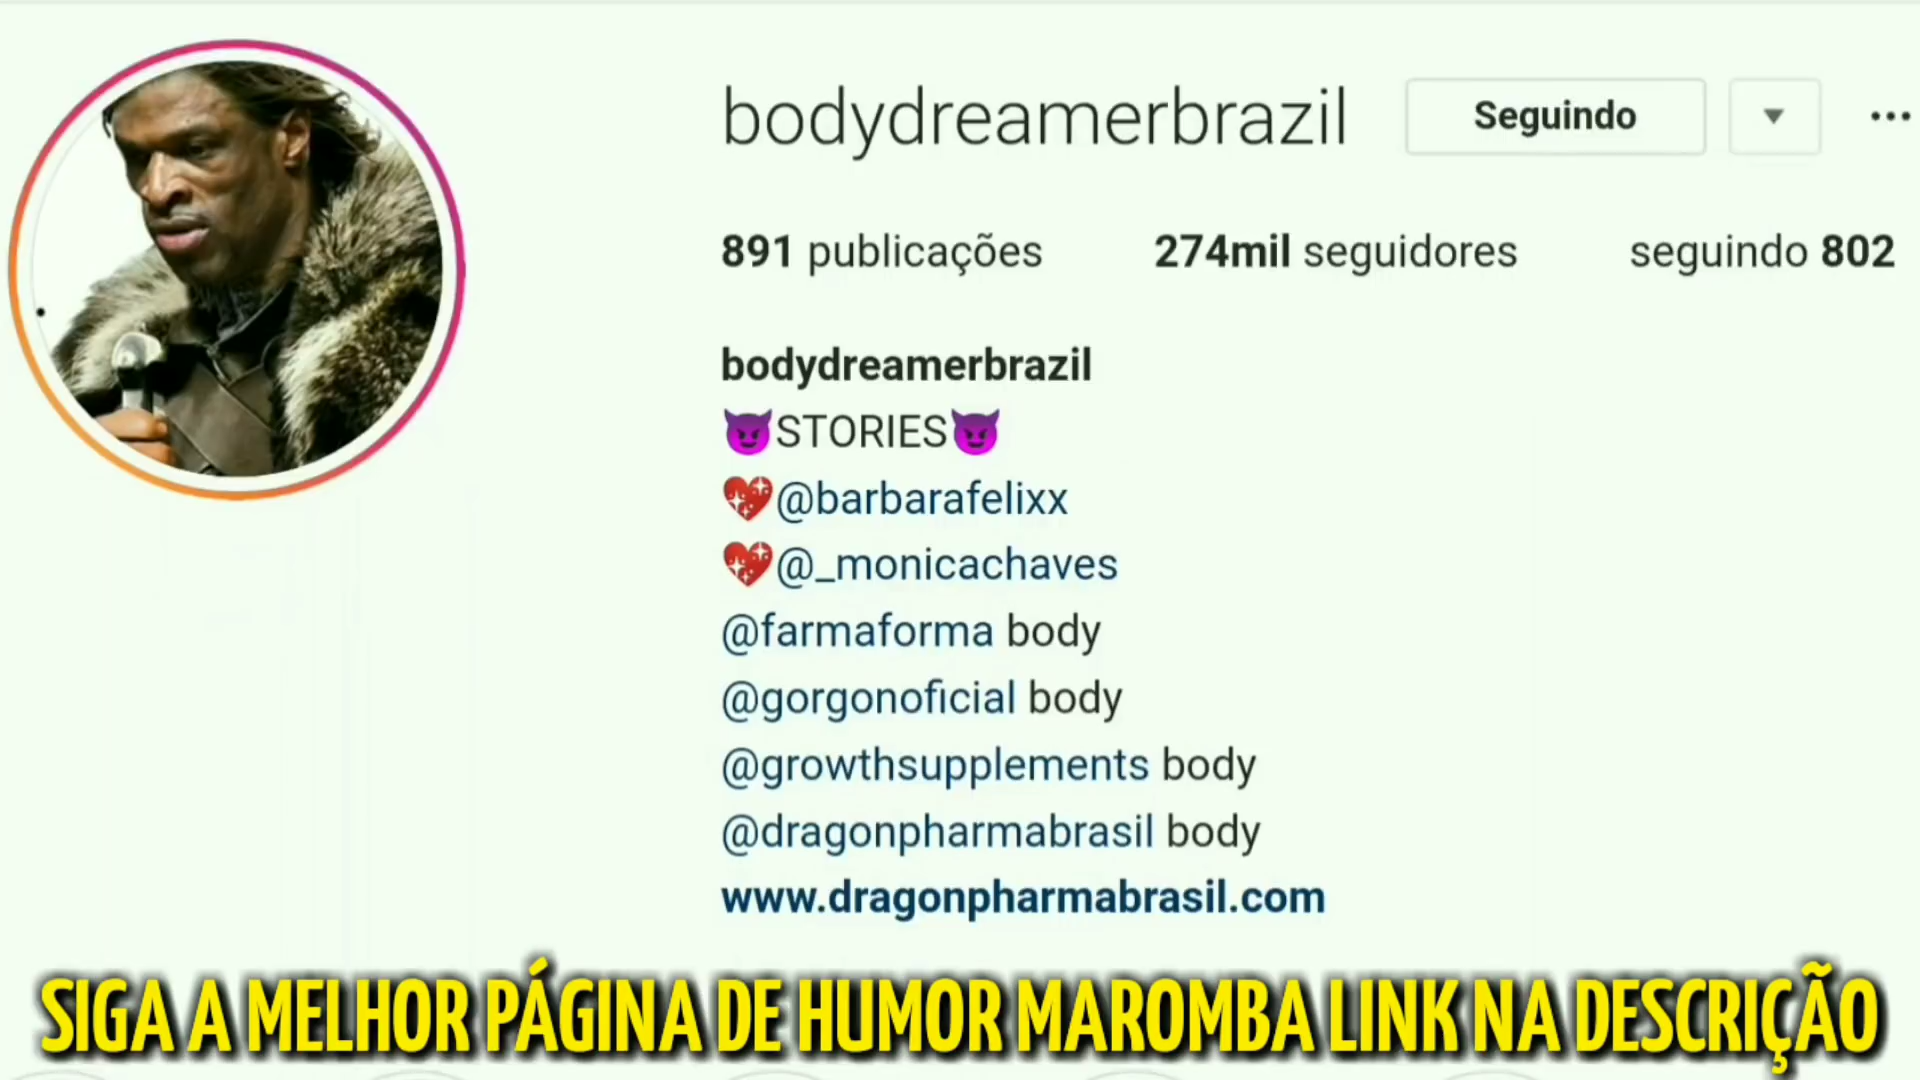 bodydreamerbrazil Seguindo
891 publicações 274mil seguidores seguindo 802
bodydreamerbrazil
😈STORIES😈
💖@barbarafelixx
💖@_monicachaves
@farmaforma body
@gorgonoficial body
@growthsupplements body
@dragonpharmabrasil body
www.dragonpharmabrasil.com
SIGA A MELHOR PÁGINA DE HUMOR MAROMBA LINK NA DESCRIÇÃO